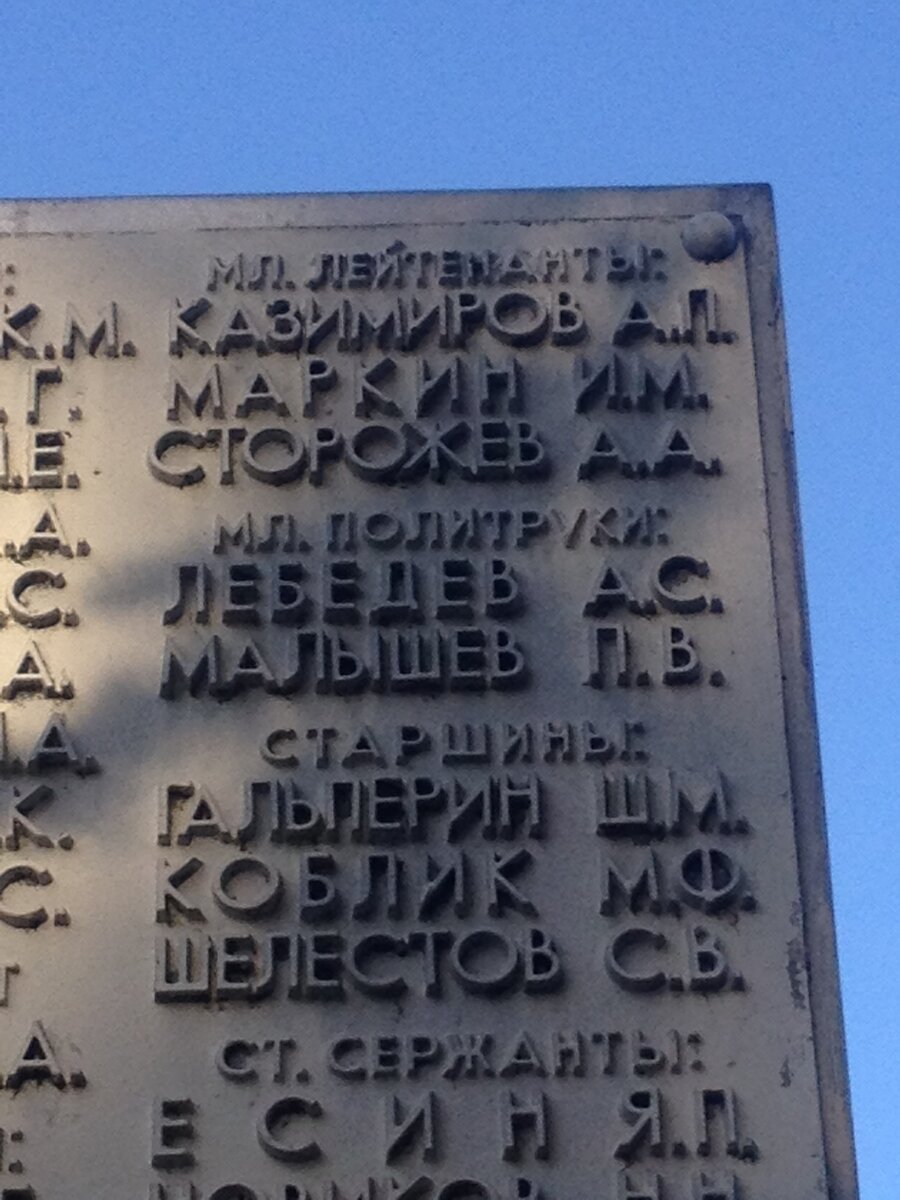 :
К.М.
.Г.
.Е.
.А.
.С.
.А.
.А.
.К.
С.
г
.А.
:
МЛ. ЛЕЙТЕНАНТЫ:
КАЗИМИРОВ А.П.
МАРКИН И.М.
СТОРОЖЕВ А.А.
МЛ. ПОЛИТРУКИ:
ЛЕБЕДЕВ А.С.
МАЛЫШЕВ П.В.
СТАРШИНЫ:
ГАЛЬПЕРИН Ш.М.
КОБЛИК М.Ф.
ШЕЛЕСТОВ С.В.
СТ. СЕРЖАНТЫ:
ЕСИН Я.П.